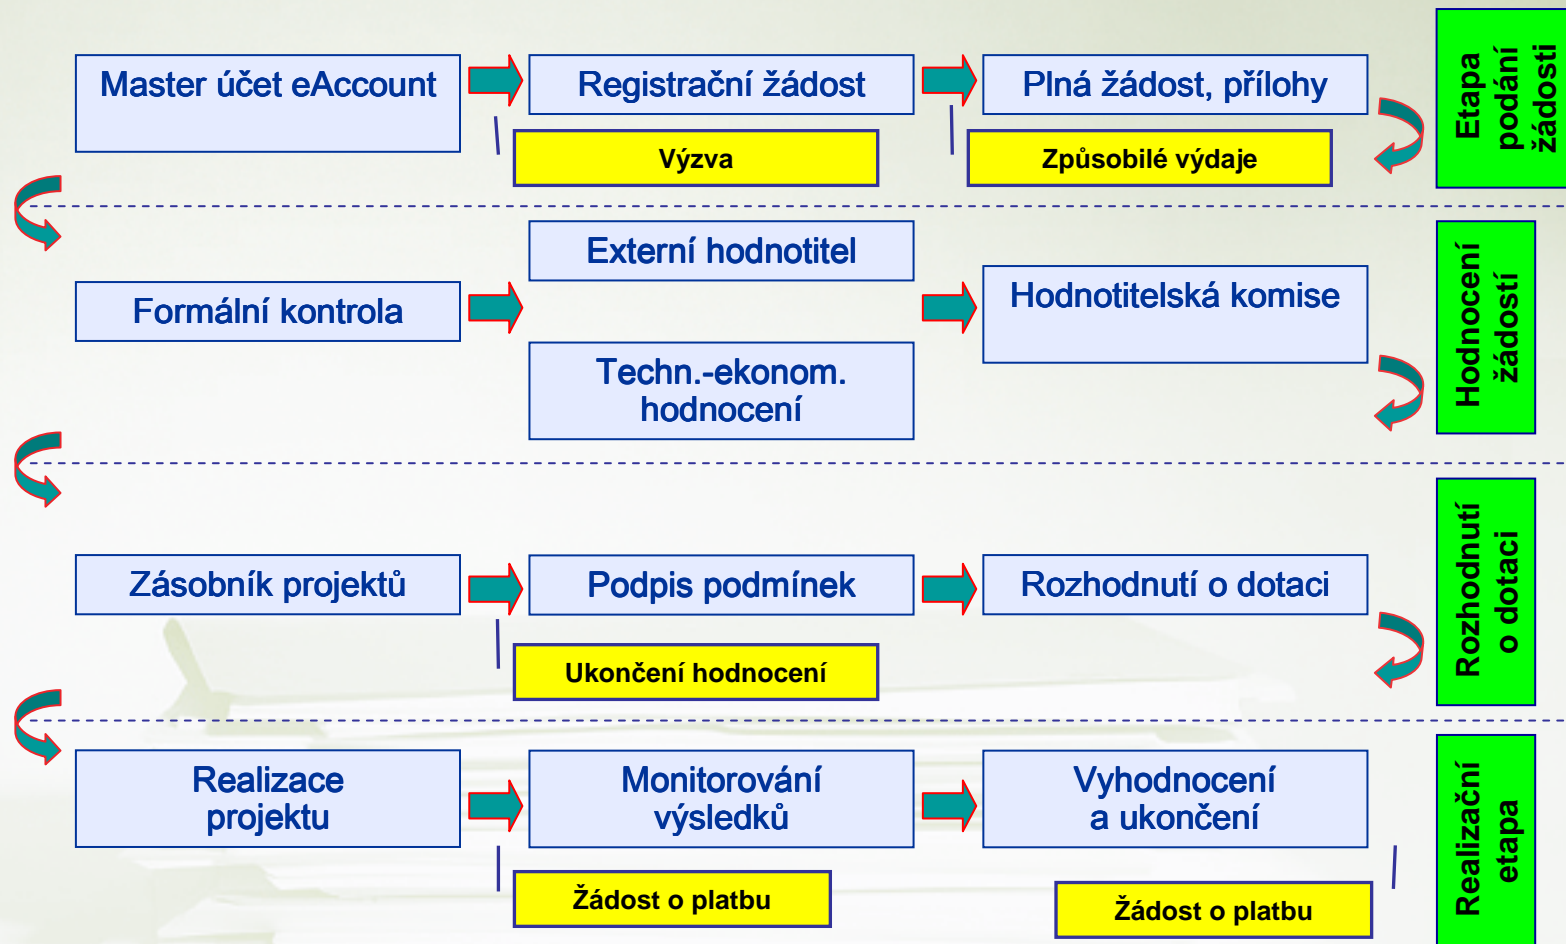 Master účet eAccount
Registrační žádost
Plná žádost, přílohy
Etapa
podání
žádosti
Výzva
Způsobilé výdaje
Formální kontrola
Externí hodnotitel
Techn.-ekonom.
hodnocení
Hodnotitelská komise
Hodnocení
žádostí
Zásobník projektů
Podpis podmínek
Rozhodnutí o dotaci
Rozhodnutí
o dotaci
Ukončení hodnocení
Realizace
projektu
Monitorování
výsledků
Vyhodnocení
a ukončení
Realizační
etapa
Žádost o platbu
Žádost o platbu